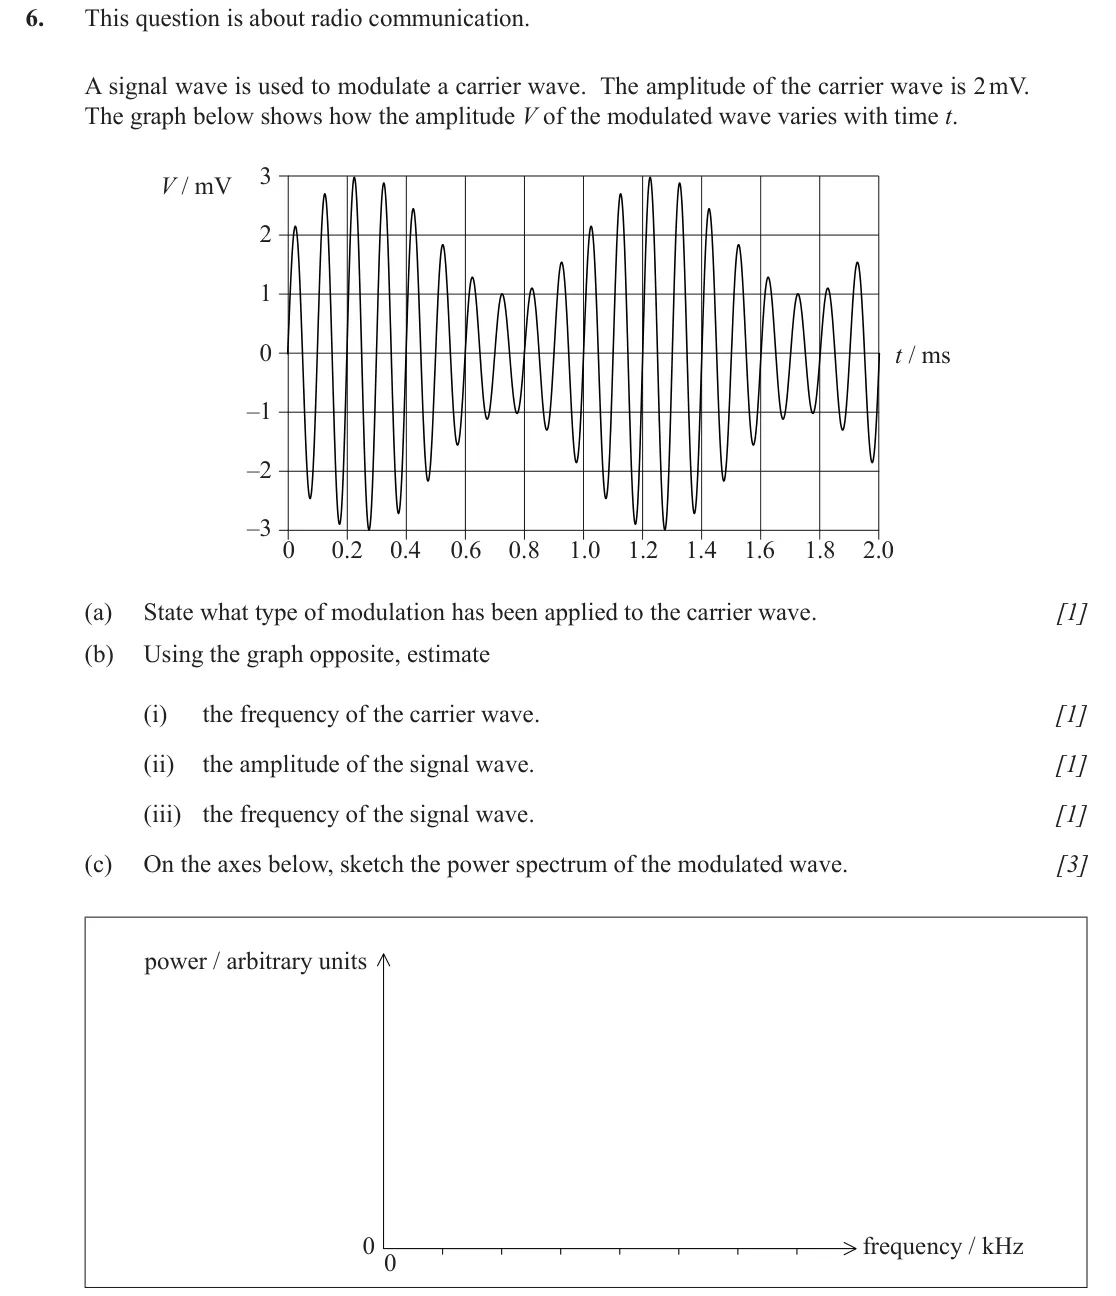 6. This question is about radio communication.
A signal wave is used to modulate a carrier wave. The amplitude of the carrier wave is 2 mV.
The graph below shows how the amplitude V of the modulated wave varies with time t.
V / mV
3
2
1
0
–1
–2
–3
t / ms
0 0.2 0.4 0.6 0.8 1.0 1.2 1.4 1.6 1.8 2.0
(a) State what type of modulation has been applied to the carrier wave. [1]
(b) Using the graph opposite, estimate
(i) the frequency of the carrier wave. [1]
(ii) the amplitude of the signal wave. [1]
(iii) the frequency of the signal wave. [1]
(c) On the axes below, sketch the power spectrum of the modulated wave. [3]
power / arbitrary units
0
0
frequency / kHz